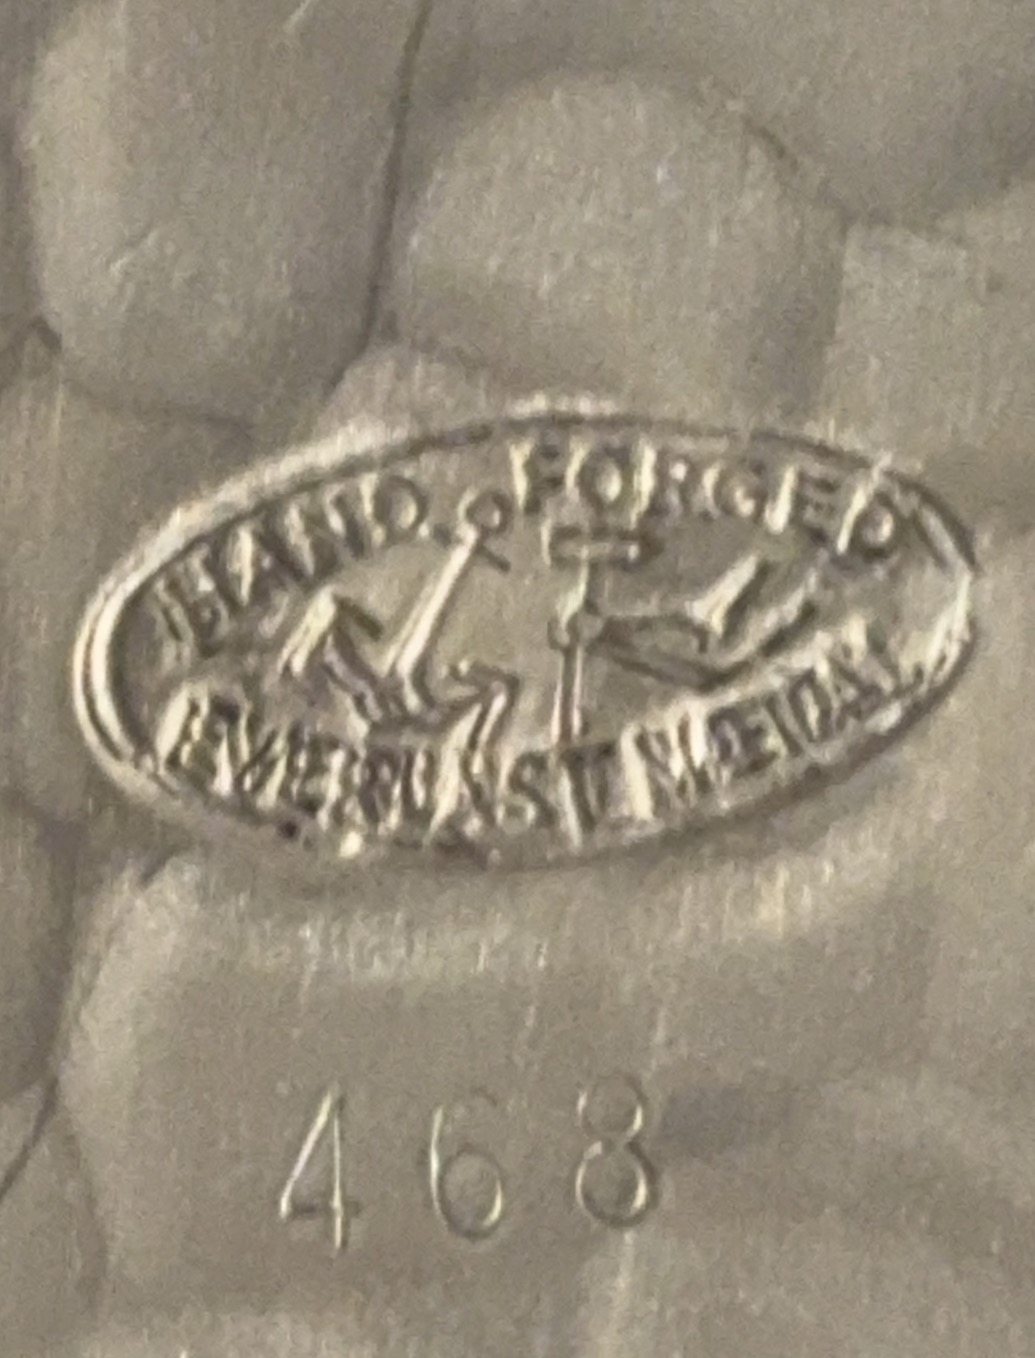 HAND FORGED
EVERLAST METAL
468